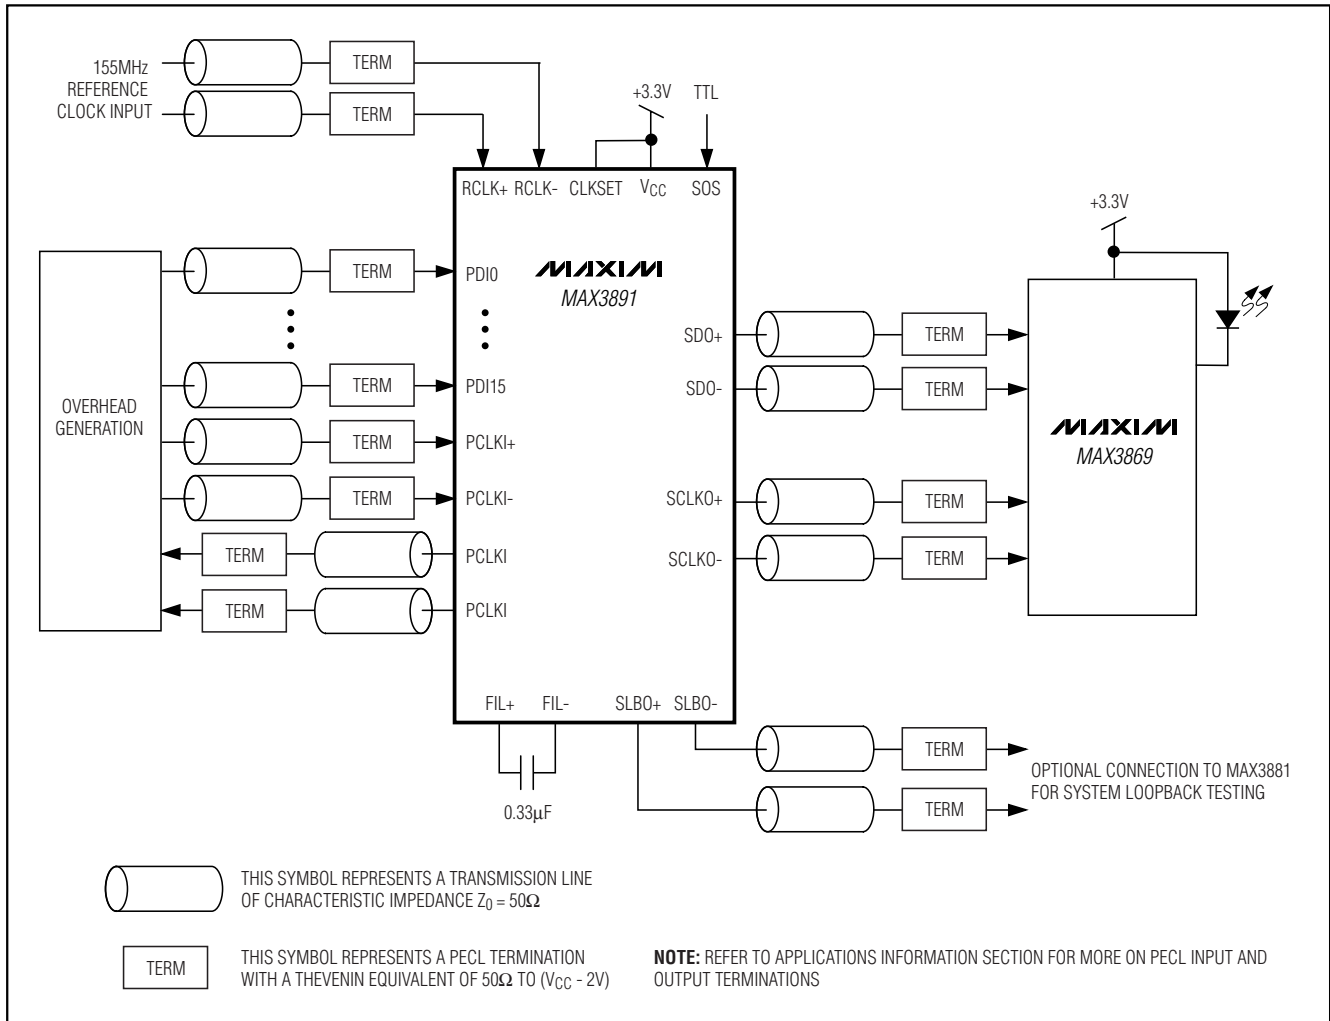 155MHz
REFERENCE
CLOCK INPUT
TERM
TERM
+3.3V
TTL
RCLK+ RCLK- CLKSET VCC SOS
MAXIM
MAX3891
OVERHEAD
GENERATION
TERM
PDI0
TERM
PDI15
TERM
PCLKI+
TERM
PCLKI-
TERM
PCLKI
TERM
PCLKI
SDO+
TERM
SDO-
TERM
SCLKO+
TERM
SCLKO-
TERM
+3.3V
MAXIM
MAX3869
FIL+ FIL- SLBO+ SLBO-
0.33µF
TERM
TERM
OPTIONAL CONNECTION TO MAX3881
FOR SYSTEM LOOPBACK TESTING
THIS SYMBOL REPRESENTS A TRANSMISSION LINE
OF CHARACTERISTIC IMPEDANCE Z0 = 50Ω
TERM
THIS SYMBOL REPRESENTS A PECL TERMINATION
WITH A THEVENIN EQUIVALENT OF 50Ω TO (VCC - 2V)
NOTE: REFER TO APPLICATIONS INFORMATION SECTION FOR MORE ON PECL INPUT AND
OUTPUT TERMINATIONS